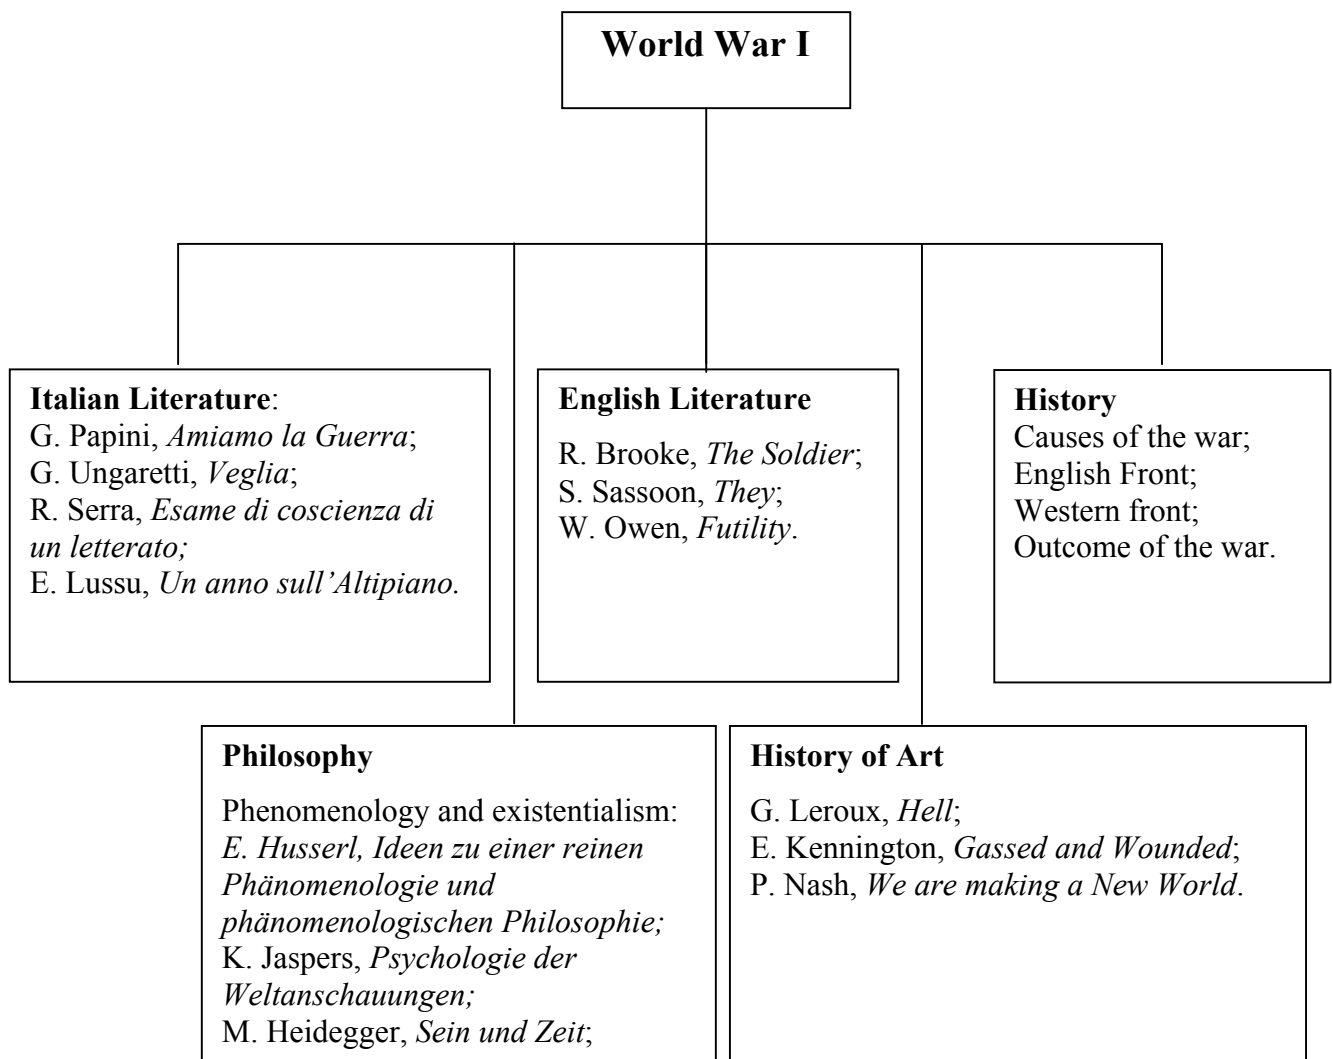 World War I
Italian Literature:
G. Papini, Amiamo la Guerra;
G. Ungaretti, Veglia;
R. Serra, Esame di coscienza di
un letterato;
E. Lussu, Un anno sull’Altipiano.
English Literature
R. Brooke, The Soldier;
S. Sassoon, They;
W. Owen, Futility.
History
Causes of the war;
English Front;
Western front;
Outcome of the war.
Philosophy
Phenomenology and existentialism:
E. Husserl, Ideen zu einer reinen
Phänomenologie und
phänomenologischen Philosophie;
K. Jaspers, Psychologie der
Weltanschauungen;
M. Heidegger, Sein und Zeit;
History of Art
G. Leroux, Hell;
E. Kennington, Gassed and Wounded;
P. Nash, We are making a New World.